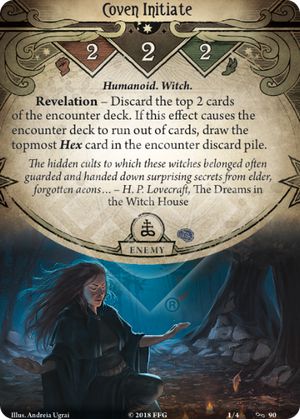 Coven Initiate
2 2 2
Humanoid. Witch.
Revelation – Discard the top 2 cards
of the encounter deck. If this effect causes the
encounter deck to run out of cards, draw the
topmost Hex card in the encounter discard pile.
The hidden cults to which these witches belonged often
guarded and handed down surprising secrets from elder,
forgotten aeons… – H. P. Lovecraft, The Dreams in
the Witch House
ENEMY
®
Illus. Andreia Ugrai © 2018 FFG 1/4 90